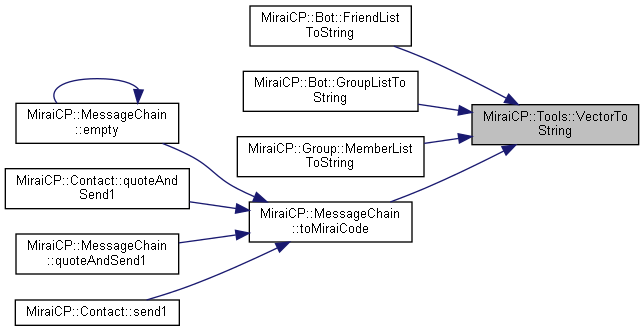 MiraiCP::Bot::FriendList
ToString
MiraiCP::Bot::GroupListTo
String
MiraiCP::MessageChain
::empty
MiraiCP::Tools::VectorTo
String
MiraiCP::Group::MemberList
ToString
MiraiCP::Contact::quoteAnd
Send1
MiraiCP::MessageChain
::toMiraiCode
MiraiCP::MessageChain
::quoteAndSend1
MiraiCP::Contact::send1